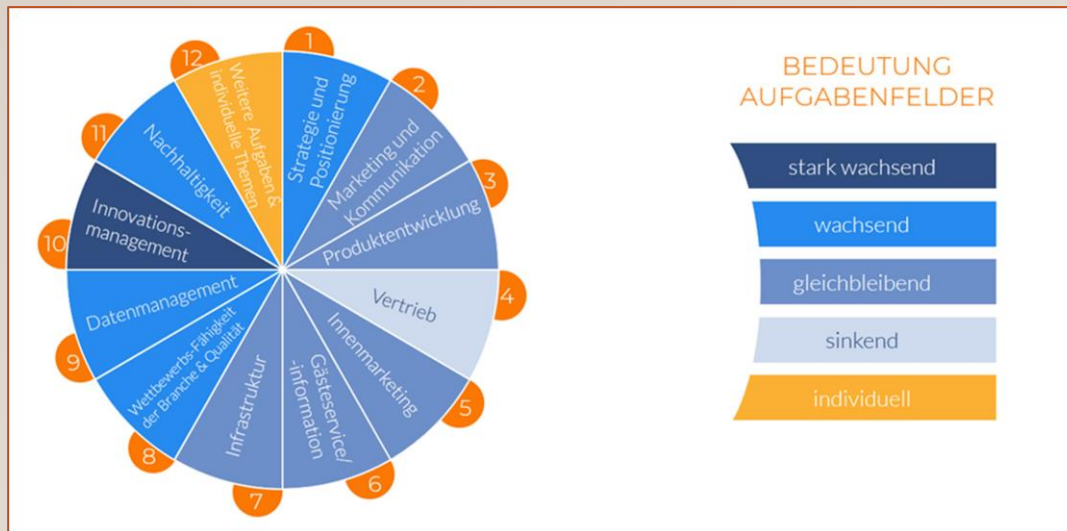 1
Strategie und
Positionierung
2
Marketing und
Kommunikation
3
Produktentwicklung
4
Vertrieb
5
Innenmarketing
6
Gästeservice/
-information
7
Infrastruktur
8
Wettbewerbs-Fähigkeit
der Branche & Qualität
9
Datenmanagement
10
Innovations-
management
11
Nachhaltigkeit
12
Weitere Aufgaben &
individuelle Themen
BEDEUTUNG
AUFGABENFELDER
stark wachsend
wachsend
gleichbleibend
sinkend
individuell